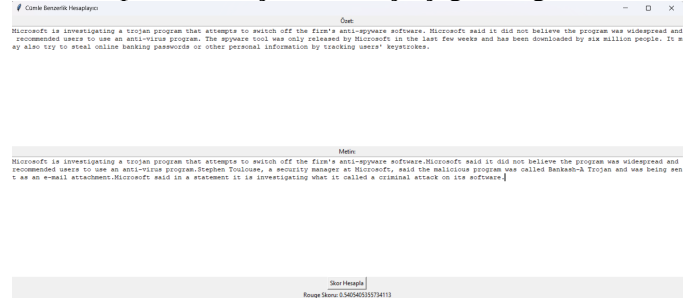 Cümle Benzerlik Hesaplayıcı
Özet:
Microsoft is investigating a trojan program that attempts to switch off the firm's anti-spyware software. Microsoft said it did not believe the program was widespread and
recommended users to use an anti-virus program. The spyware tool was only released by Microsoft in the last few weeks and has been downloaded by six million people. It m
ay also try to steal online banking passwords or other personal information by tracking users' keystrokes.
Metin:
Microsoft is investigating a trojan program that attempts to switch off the firm's anti-spyware software.Microsoft said it did not believe the program was widespread and
recommended users to use an anti-virus program.Stephen Toulouse, a security manager at Microsoft, said the malicious program was called Bankash-A Trojan and was being sen
t as an e-mail attachment.Microsoft said in a statement it is investigating what it called a criminal attack on its software.
Skor Hesapla
Rouge Skoru: 0.5405405355734113